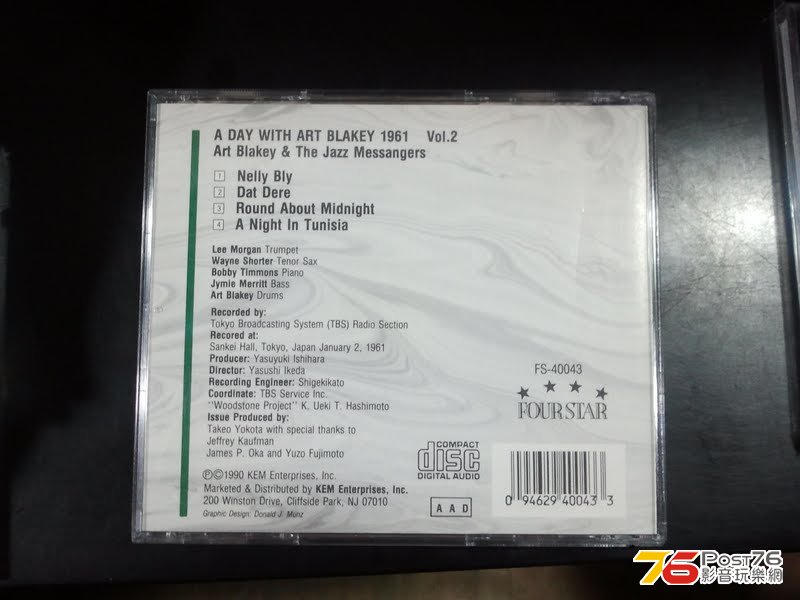 A DAY WITH ART BLAKEY 1961 Vol.2
Art Blakey & The Jazz Messangers
1 Nelly Bly
2 Dat Dere
3 Round About Midnight
4 A Night In Tunisia
Lee Morgan Trumpet
Wayne Shorter Tenor Sax
Bobby Timmons Piano
Jymie Merritt Bass
Art Blakey Drums
Recorded by:
Tokyo Broadcasting System (TBS) Radio Section
Recored at:
Sankei Hall, Tokyo, Japan January 2, 1961
Producer: Yasuyuki Ishihara
Director: Yasushi Ikeda
Recording Engineer: Shigekikato
Coordinate: TBS Service Inc.
"Woodstone Project" K. Ueki T. Hashimoto
Issue Produced by:
Takeo Yokota with special thanks to
Jeffrey Kaufman
James P. Oka and Yuzo Fujimoto
Ⓟ©1990 KEM Enterprises, Inc.
Marketed & Distributed by KEM Enterprises, Inc.
200 Winston Drive, Cliffside Park, NJ 07010
Graphic Design: Donald J. Munz
FS-40043
FOUR STAR
COMPACT
disc
DIGITAL AUDIO
AAD
0 94629 40043 3
76 Post76
影音玩樂網